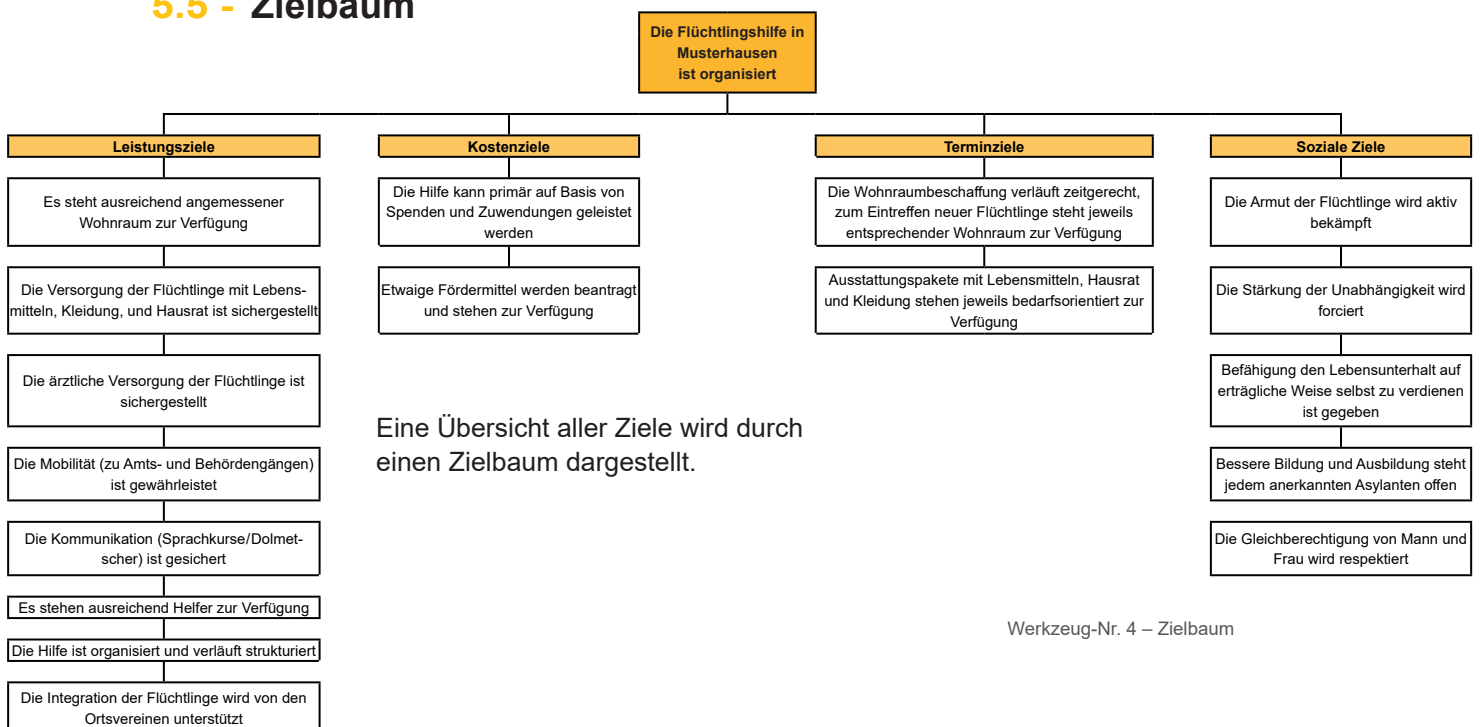 5.5 - Zielbaum
Die Flüchtlingshilfe in
Musterhausen
ist organisiert
Leistungsziele
Es steht ausreichend angemessener
Wohnraum zur Verfügung
Die Versorgung der Flüchtlinge mit Lebens-
mitteln, Kleidung, und Hausrat ist sichergestellt
Die ärztliche Versorgung der Flüchtlinge ist
sichergestellt
Die Mobilität (zu Amts- und Behördengängen)
ist gewährleistet
Die Kommunikation (Sprachkurse/Dolmet-
scher) ist gesichert
Es stehen ausreichend Helfer zur Verfügung
Die Hilfe ist organisiert und verläuft strukturiert
Die Integration der Flüchtlinge wird von den
Ortsvereinen unterstützt
Kostenziele
Die Hilfe kann primär auf Basis von
Spenden und Zuwendungen geleistet
werden
Etwaige Fördermittel werden beantragt
und stehen zur Verfügung
Terminziele
Die Wohnraumbeschaffung verläuft zeitgerecht,
zum Eintreffen neuer Flüchtlinge steht jeweils
entsprechender Wohnraum zur Verfügung
Ausstattungspakete mit Lebensmitteln, Hausrat
und Kleidung stehen jeweils bedarfsorientiert zur
Verfügung
Soziale Ziele
Die Armut der Flüchtlinge wird aktiv
bekämpft
Die Stärkung der Unabhängigkeit wird
forciert
Befähigung den Lebensunterhalt auf
erträgliche Weise selbst zu verdienen
ist gegeben
Bessere Bildung und Ausbildung steht
jedem anerkannten Asylanten offen
Die Gleichberechtigung von Mann und
Frau wird respektiert
Eine Übersicht aller Ziele wird durch
einen Zielbaum dargestellt.
Werkzeug-Nr. 4 – Zielbaum